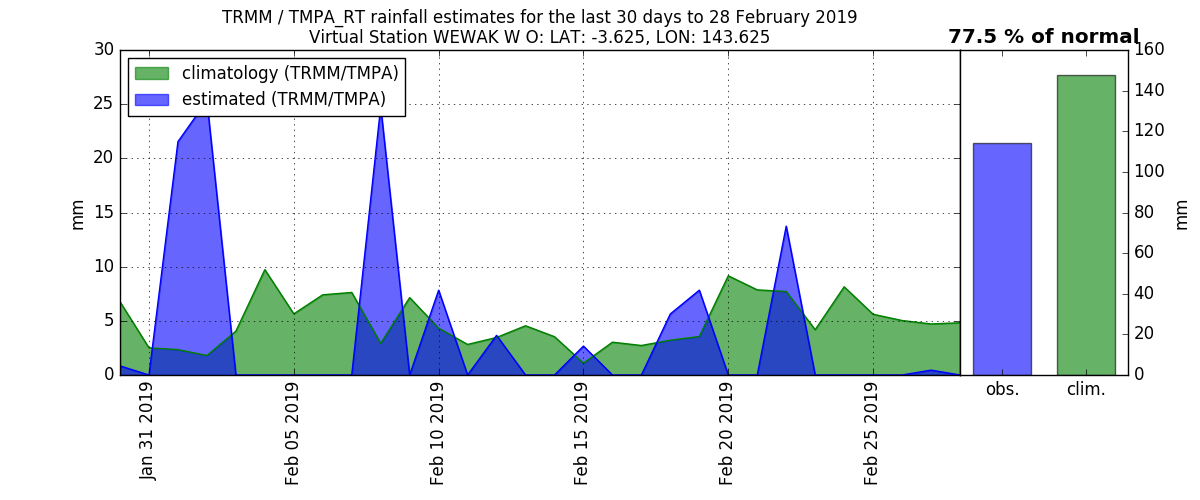 TRMM / TMPA_RT rainfall estimates for the last 30 days to 28 February 2019
Virtual Station WEWAK W O: LAT: -3.625, LON: 143.625
77.5 % of normal
climatology (TRMM/TMPA)
estimated (TRMM/TMPA)
30
25
20
15
10
5
0
mm
Jan 31 2019
Feb 05 2019
Feb 10 2019
Feb 15 2019
Feb 20 2019
Feb 25 2019
160
140
120
100
80
60
40
20
0
mm
obs.
clim.